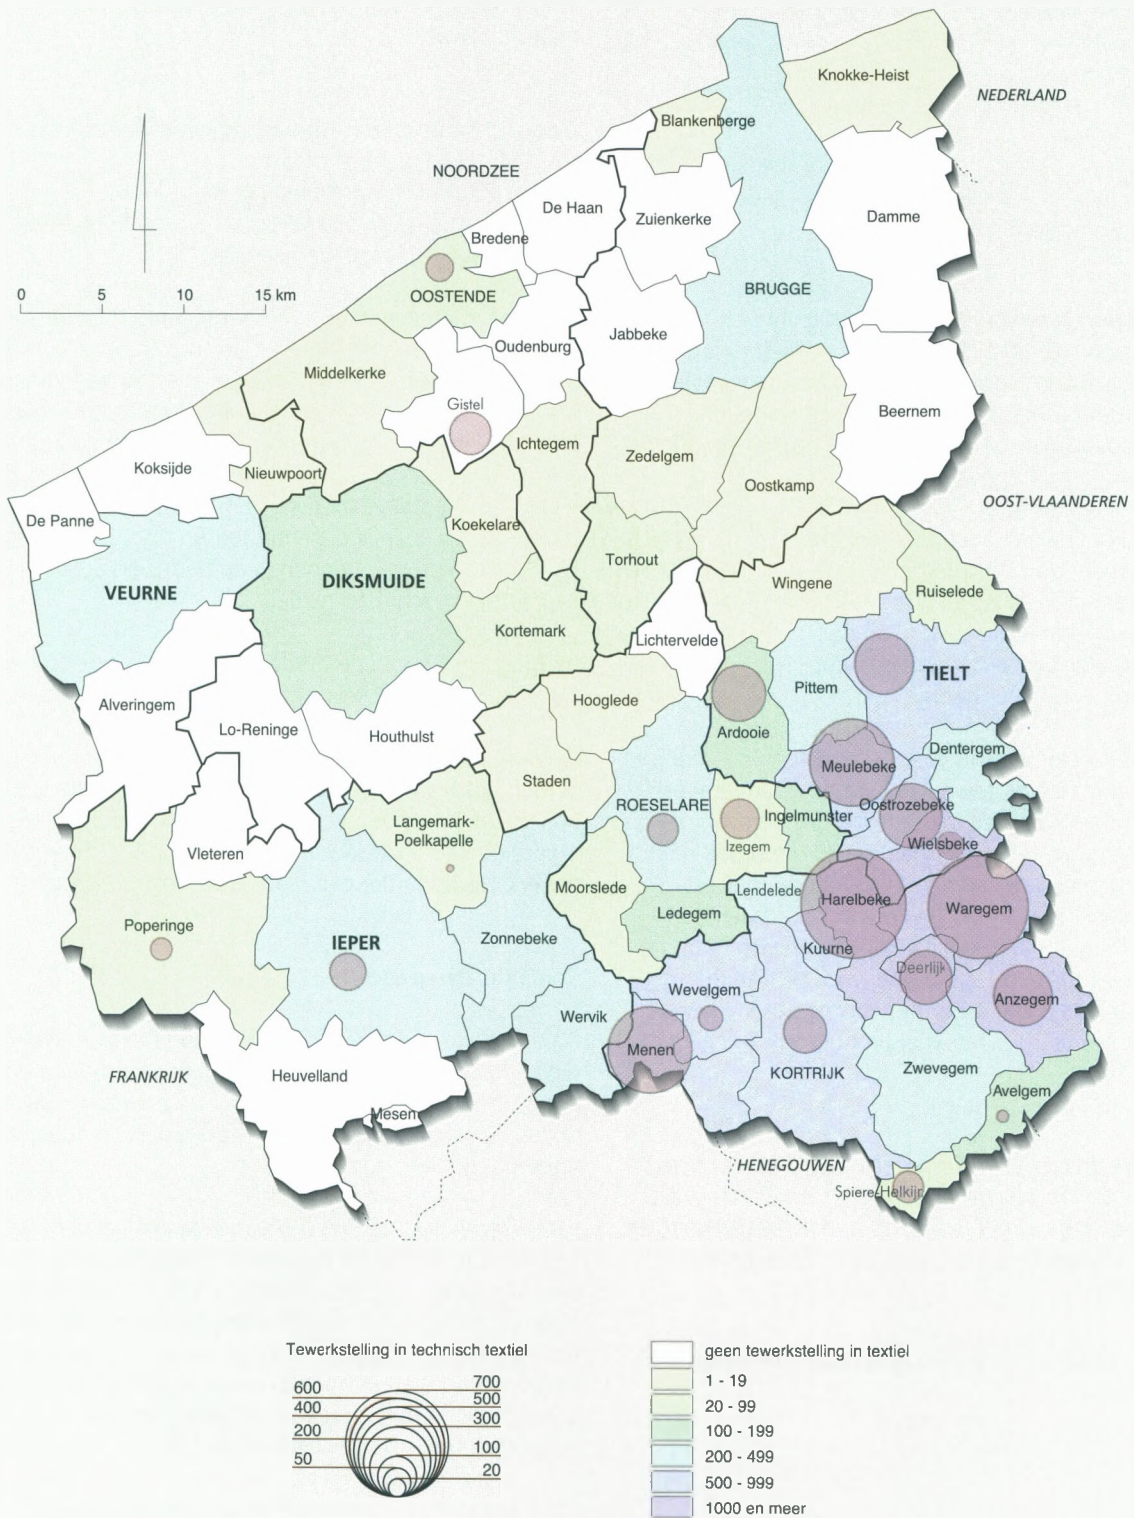 Knokke-Heist
NEDERLAND
Blankenberge
NOORDZEE
De Haan
Zuienkerke
Damme
Bredene
OOSTENDE
BRUGGE
0 5 10 15 km
Jabbeke
Oudenburg
Middelkerke
Gistel
Beernem
Ichtegem
Zedelgem
Koksijde
Nieuwpoort
Oostkamp
OOST-VLAANDEREN
De Panne
Koekelare
Torhout
VEURNE
DIKSMUIDE
Wingene
Ruiselede
Kortemark
Lichtervelde
TIELT
Pittem
Alveringem
Hooglede
Lo-Reninge
Houthulst
Ardooie
Dentergem
Meulebeke
Staden
ROESELARE
Oostrozebeke
Ingelmunster
Langemark-
Poelkapelle
Izegem
Wielsbeke
Vleteren
Moorslede
Lendelede
Harelbeke
Waregem
Ledegem
Poperinge
IEPER
Zonnebeke
Kuurne
Deerlijk
Wevelgem
Anzegem
Wervik
Menen
KORTRIJK
Zwevegem
FRANKRIJK
Heuvelland
Avelgem
Mesen
HENEGOUWEN
Spiere-Helkijn
Tewerkstelling in technisch textiel
600 700
400 500
200 300
50 100
20
geen tewerkstelling in textiel
1 - 19
20 - 99
100 - 199
200 - 499
500 - 999
1000 en meer